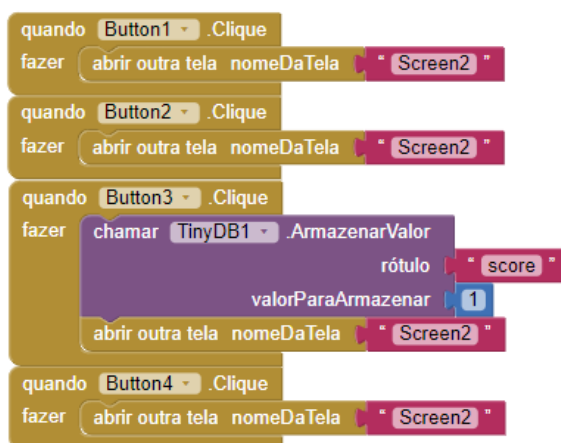 quando Button1 .Clique
fazer abrir outra tela nomeDaTela " Screen2 "
quando Button2 .Clique
fazer abrir outra tela nomeDaTela " Screen2 "
quando Button3 .Clique
fazer chamar TinyDB1 .ArmazenarValor
rótulo " score "
valorParaArmazenar 1
abrir outra tela nomeDaTela " Screen2 "
quando Button4 .Clique
fazer abrir outra tela nomeDaTela " Screen2 "